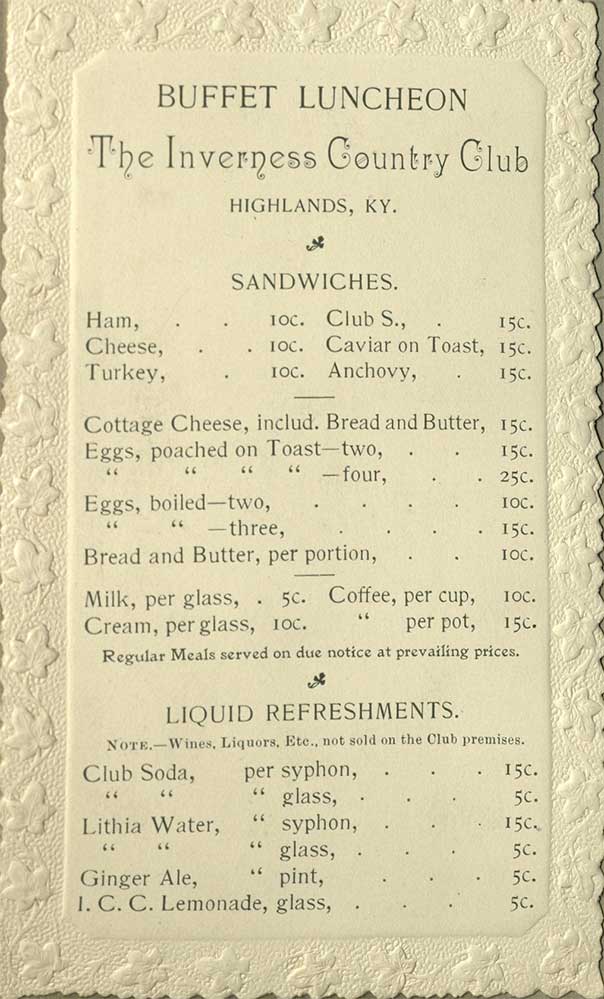 BUFFET LUNCHEON
The Inverness Country Club
HIGHLANDS, KY.
SANDWICHES.
Ham, . . 10c. Club S., . 15c.
Cheese, . . 10c. Caviar on Toast, 15c.
Turkey, . 10c. Anchovy, . 15c.
Cottage Cheese, includ. Bread and Butter, 15c.
Eggs, poached on Toast—two, . . 15c.
“ “ “ “ —four, . . 25c.
Eggs, boiled—two, . . . . 10c.
“ “ —three, . . . . 15c.
Bread and Butter, per portion, . . 10c.
Milk, per glass, . 5c. Coffee, per cup, 10c.
Cream, per glass, 10c. “ per pot, 15c.
Regular Meals served on due notice at prevailing prices.
LIQUID REFRESHMENTS.
NOTE.—Wines, Liquors, Etc., not sold on the Club premises.
Club Soda, per syphon, . . . 15c.
“ “ “ glass, . . . 5c.
Lithia Water, “ syphon, . . . 15c.
“ “ “ glass, . . . 5c.
Ginger Ale, “ pint, . . . 5c.
I. C. C. Lemonade, glass, . . . 5c.